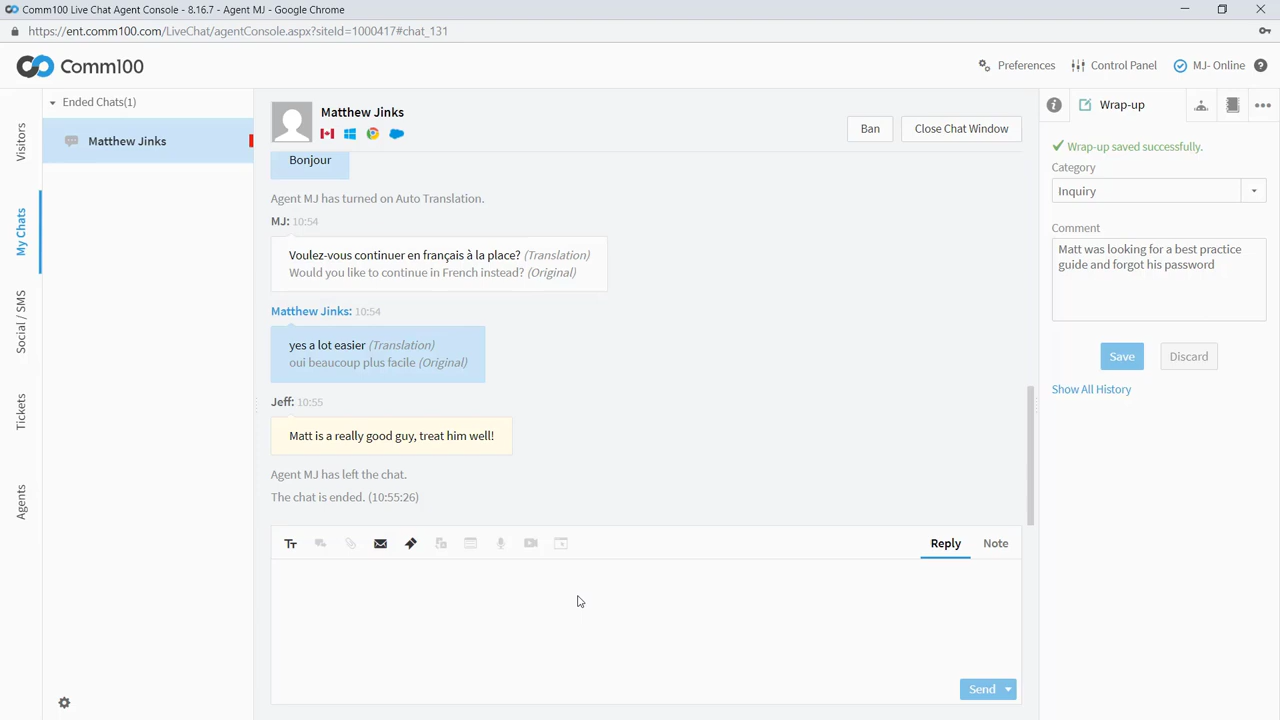 Comm100 Live Chat Agent Console - 8.16.7 - Agent MJ - Google Chrome
https://ent.comm100.com/LiveChat/agentConsole.aspx?siteId=1000417#chat_131
Comm100
Preferences
Control Panel
MJ- Online
Visitors
My Chats
Social / SMS
Tickets
Agents
Ended Chats(1)
Matthew Jinks
Matthew Jinks
Ban
Close Chat Window
Bonjour
Agent MJ has turned on Auto Translation.
MJ: 10:54
Voulez-vous continuer en français à la place? (Translation)
Would you like to continue in French instead? (Original)
Matthew Jinks: 10:54
yes a lot easier (Translation)
oui beaucoup plus facile (Original)
Jeff: 10:55
Matt is a really good guy, treat him well!
Agent MJ has left the chat.
The chat is ended. (10:55:26)
Reply
Note
Send
Wrap-up
Wrap-up saved successfully.
Category
Inquiry
Comment
Matt was looking for a best practice
guide and forgot his password
Save
Discard
Show All History